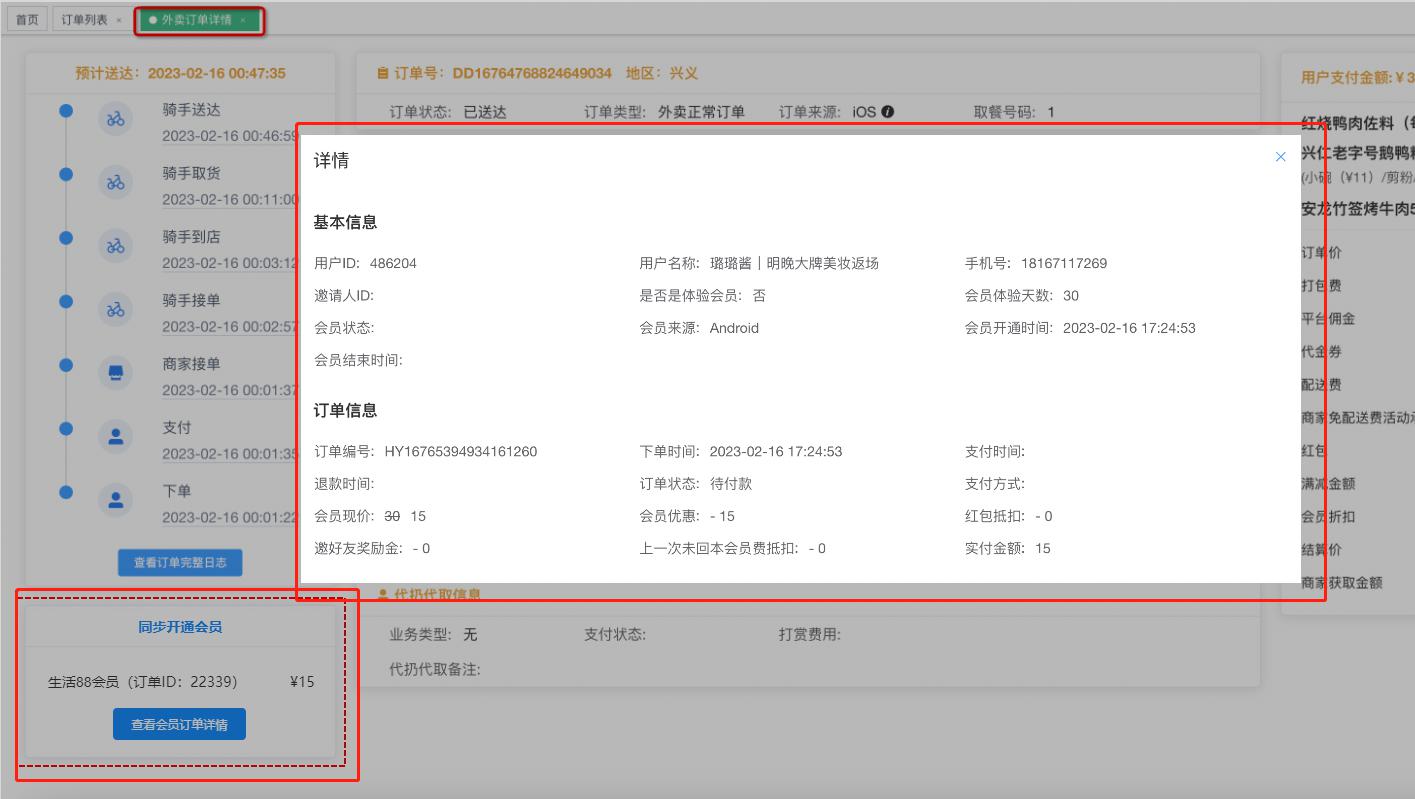 首页 订单列表 × 外卖订单详情 ×
预计送达：2023-02-16 00:47:35
骑手送达
2023-02-16 00:46:59
骑手取货
2023-02-16 00:11:00
骑手到店
2023-02-16 00:03:12
骑手接单
2023-02-16 00:02:57
商家接单
2023-02-16 00:01:37
支付
2023-02-16 00:01:35
下单
2023-02-16 00:01:22
查看订单完整日志
同步开通会员
生活88会员（订单ID：22339） ¥15
查看会员订单详情
订单号：DD16764768824649034 地区：兴义
订单状态: 已送达 订单类型: 外卖正常订单 订单来源: iOS 取餐号码: 1
详情 ×
基本信息
用户ID: 486204 用户名称: 璐璐酱｜明晚大牌美妆返场 手机号: 18167117269
邀请人ID: 是否是体验会员: 否 会员体验天数: 30
会员状态: 会员来源: Android 会员开通时间: 2023-02-16 17:24:53
会员结束时间:
订单信息
订单编号: HY16765394934161260 下单时间: 2023-02-16 17:24:53 支付时间:
退款时间: 订单状态: 待付款 支付方式:
会员现价: 30 15 会员优惠: - 15 红包抵扣: - 0
邀好友奖励金: - 0 上一次未回本会员费抵扣: - 0 实付金额: 15
代扔代取信息
业务类型: 无 支付状态: 打赏费用:
代扔代取备注:
用户支付金额: ¥ 3
红烧鸭肉佐料（
兴仁老字号鹅鸭粉
(小碗（¥11）/剪粉
安龙竹签烤牛肉5
订单价
打包费
平台佣金
代金券
配送费
商家免配送费活动
红包
满减金额
会员折扣
结算价
商家获取金额